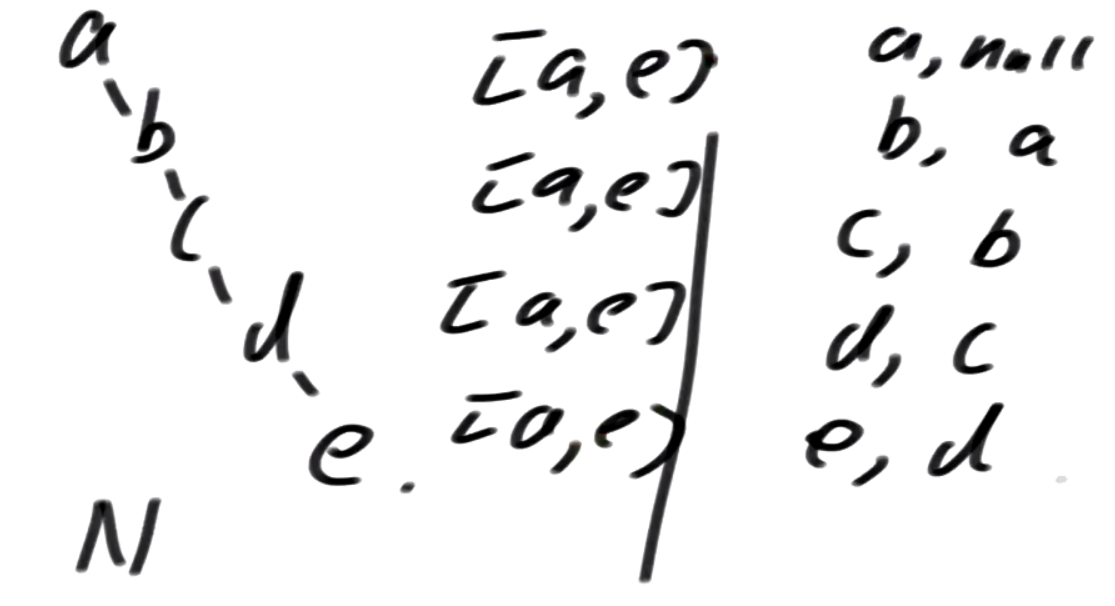 a
b
c
d
e.
N
[a,e]
[a,e]
[a,e]
[a,e]
a, null
b, a
c, b
d, c
e, d